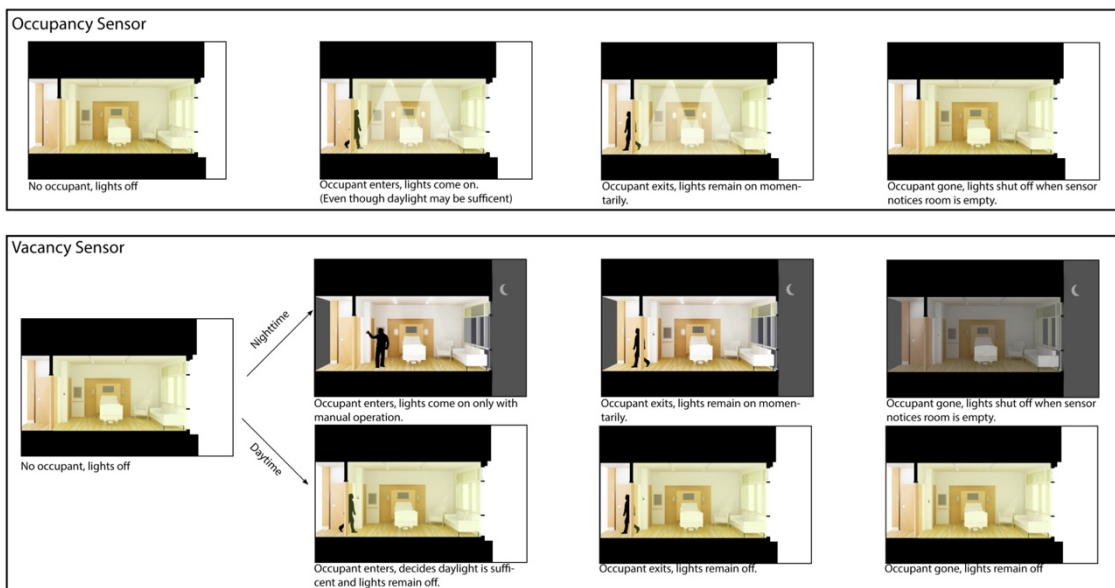 Occupancy Sensor
No occupant, lights off
Occupant enters, lights come on.
(Even though daylight may be sufficent)
Occupant exits, lights remain on momen-
tarily.
Occupant gone, lights shut off when sensor
notices room is empty.
Vacancy Sensor
No occupant, lights off
Nighttime
Occupant enters, lights come on only with
manual operation.
Occupant exits, lights remain on momen-
tarily.
Occupant gone, lights shut off when sensor
notices room is empty.
Daytime
Occupant enters, decides daylight is suffi-
cent and lights remain off.
Occupant exits, lights remain off.
Occupant gone, lights remain off